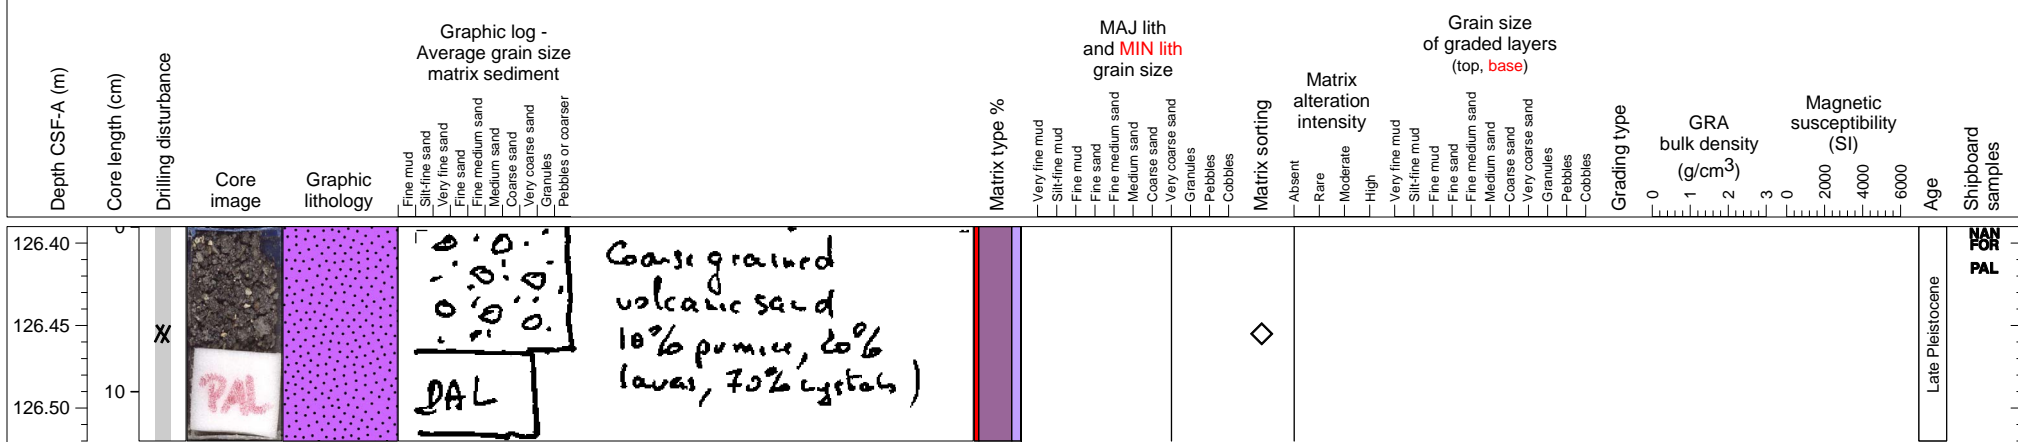 Depth CSF-A (m)
Core length (cm)
Drilling disturbance
Core
image
Graphic
lithology
Graphic log -
Average grain size
matrix sediment
Fine mud
Silt-fine sand
Very fine sand
Fine sand
Fine medium sand
Medium sand
Coarse sand
Very coarse sand
Granules
Pebbles or coarser
Matrix type %
MAJ lith
and MIN lith
grain size
Very fine mud
Silt-fine mud
Fine mud
Fine sand
Fine medium sand
Medium sand
Coarse sand
Very coarse sand
Granules
Pebbles
Cobbles
Matrix sorting
Matrix
alteration
intensity
Absent
Rare
Moderate
High
Grain size
of graded layers
(top, base)
Very fine mud
Silt-fine mud
Fine mud
Fine sand
Fine medium sand
Medium sand
Coarse sand
Very coarse sand
Granules
Pebbles
Cobbles
Grading type
GRA
bulk density
(g/cm3)
0 1 2 3
Magnetic
susceptibility
(SI)
0 2000 4000 6000
Age
Shipboard
samples
126.40
126.45
126.50
0
10
PAL
PAL
Coarse grained
volcanic sand
10% pumice, 20%
lavas, 70% crystals)
Late Pleistocene
NAN
FOR
PAL